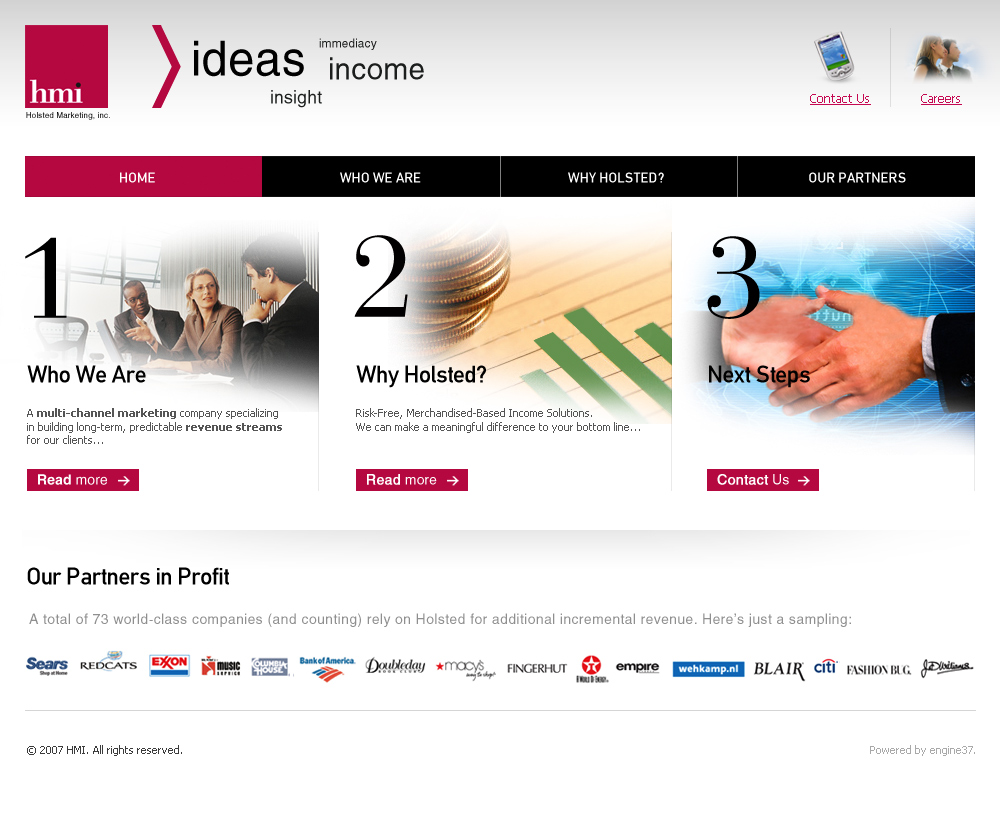 hmi
Holsted Marketing, inc.
ideas
immediacy
income
insight
Contact Us
Careers
HOME
WHO WE ARE
WHY HOLSTED?
OUR PARTNERS
1
Who We Are
A multi-channel marketing company specializing
in building long-term, predictable revenue streams
for our clients...
Read more
2
Why Holsted?
Risk-Free, Merchandised-Based Income Solutions.
We can make a meaningful difference to your bottom line...
Read more
3
Next Steps
Contact Us
Our Partners in Profit
A total of 73 world-class companies (and counting) rely on Holsted for additional incremental revenue. Here's just a sampling:
Sears
Shop at Home
REDCATS
EXXON
MUSIC
SERVICE
COLUMBIA
HOUSE
Bank of America
Doubleday
BOOK CLUB
macy's
way to shop!
FINGERHUT
A WORLD OF ENERGY
empire
wehkamp.nl
BLAIR
citi
FASHION BUG.
J.D. Williams
© 2007 HMI. All rights reserved.
Powered by engine37.